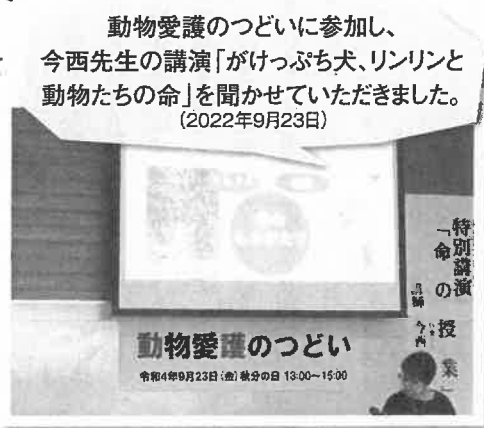 動物愛護のつどいに参加し、
今西先生の講演「がけっぷち犬、リンリンと
動物たちの命」を聞かせていただきました。
(2022年9月23日)
特別講演
「命の授業」
講師 今西
動物愛護のつどい
令和4年9月23日(金)秋分の日 13:00~15:00